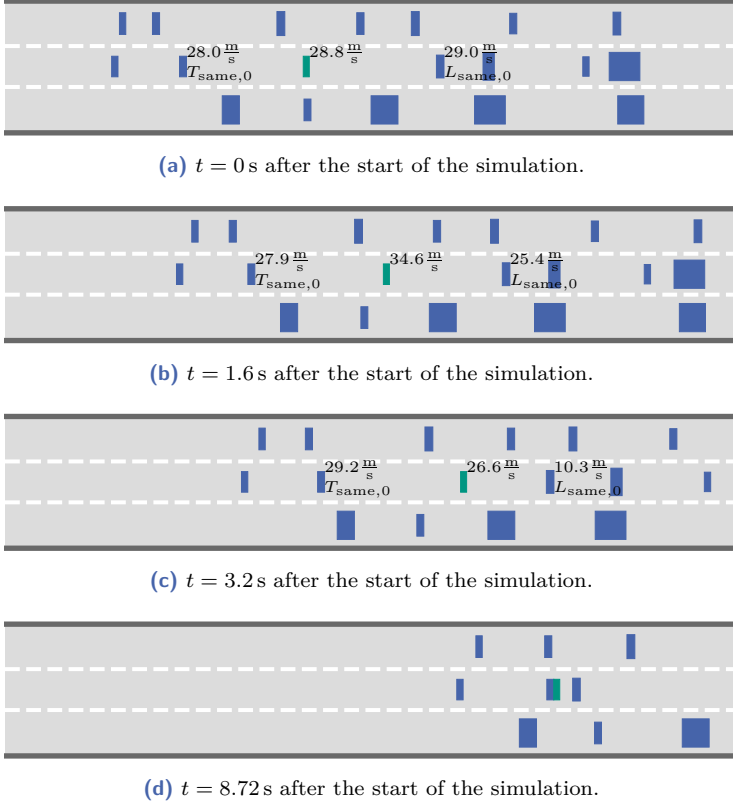 28.0 m/s 28.8 m/s 29.0 m/s
T_same,0 L_same,0
(a) t = 0 s after the start of the simulation.
27.9 m/s 34.6 m/s 25.4 m/s
T_same,0 L_same,0
(b) t = 1.6 s after the start of the simulation.
29.2 m/s 26.6 m/s 10.3 m/s
T_same,0 L_same,0
(c) t = 3.2 s after the start of the simulation.
(d) t = 8.72 s after the start of the simulation.